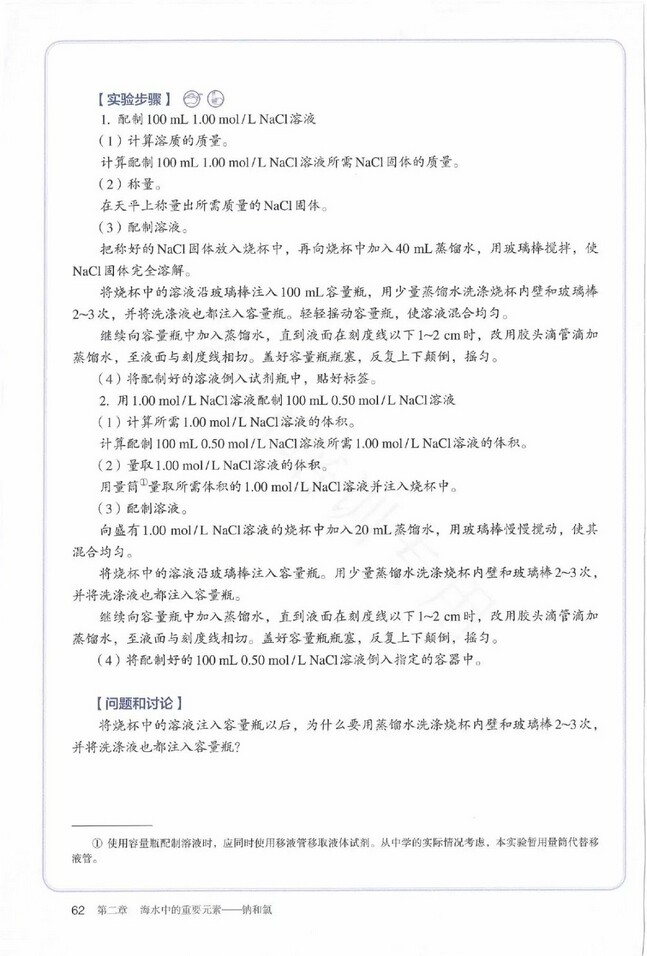 【实验步骤】
1. 配制100 mL 1.00 mol/L NaCl溶液
（1）计算溶质的质量。
计算配制100 mL 1.00 mol/L NaCl溶液所需NaCl固体的质量。
（2）称量。
在天平上称量出所需质量的NaCl固体。
（3）配制溶液。
把称好的NaCl固体放入烧杯中，再向烧杯中加入40 mL蒸馏水，用玻璃棒搅拌，使
NaCl固体完全溶解。
将烧杯中的溶液沿玻璃棒注入100 mL容量瓶，用少量蒸馏水洗涤烧杯内壁和玻璃棒
2~3次，并将洗涤液也都注入容量瓶。轻轻摇动容量瓶，使溶液混合均匀。
继续向容量瓶中加入蒸馏水，直到液面在刻度线以下1~2 cm时，改用胶头滴管滴加
蒸馏水，至液面与刻度线相切。盖好容量瓶瓶塞，反复上下颠倒，摇匀。
（4）将配制好的溶液倒入试剂瓶中，贴好标签。
2. 用1.00 mol/L NaCl溶液配制100 mL 0.50 mol/L NaCl溶液
（1）计算所需1.00 mol/L NaCl溶液的体积。
计算配制100 mL 0.50 mol/L NaCl溶液所需1.00 mol/L NaCl溶液的体积。
（2）量取1.00 mol/L NaCl溶液的体积。
用量筒①量取所需体积的1.00 mol/L NaCl溶液并注入烧杯中。
（3）配制溶液。
向盛有1.00 mol/L NaCl溶液的烧杯中加入20 mL蒸馏水，用玻璃棒慢慢搅动，使其
混合均匀。
将烧杯中的溶液沿玻璃棒注入容量瓶。用少量蒸馏水洗涤烧杯内壁和玻璃棒2~3次，
并将洗涤液也都注入容量瓶。
继续向容量瓶中加入蒸馏水，直到液面在刻度线以下1~2 cm时，改用胶头滴管滴加
蒸馏水，至液面与刻度线相切。盖好容量瓶瓶塞，反复上下颠倒，摇匀。
（4）将配制好的100 mL 0.50 mol/L NaCl溶液倒入指定的容器中。
【问题和讨论】
将烧杯中的溶液注入容量瓶以后，为什么要用蒸馏水洗涤烧杯内壁和玻璃棒2~3次，
并将洗涤液也都注入容量瓶？
① 使用容量瓶配制溶液时，应同时使用移液管移取液体试剂。从中学的实际情况考虑，本实验暂用量筒代替移
液管。
62 第二章 海水中的重要元素——钠和氯